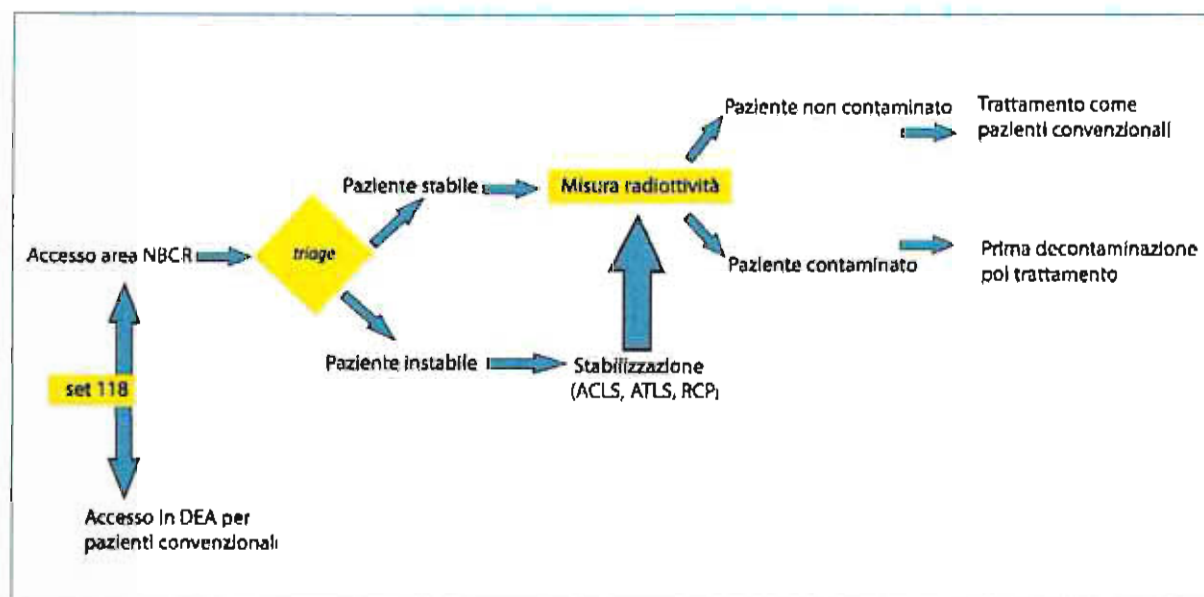 Paziente non contaminato
Trattamento come
pazienti convenzionali
Paziente stabile
Misura radiottività
Accesso area NBCR
triage
Paziente contaminato
Prima decontaminazione
poi trattamento
Paziente instabile
Stabilizzazione
(ACLS, ATLS, RCP)
set 118
Accesso in DEA per
pazienti convenzionali